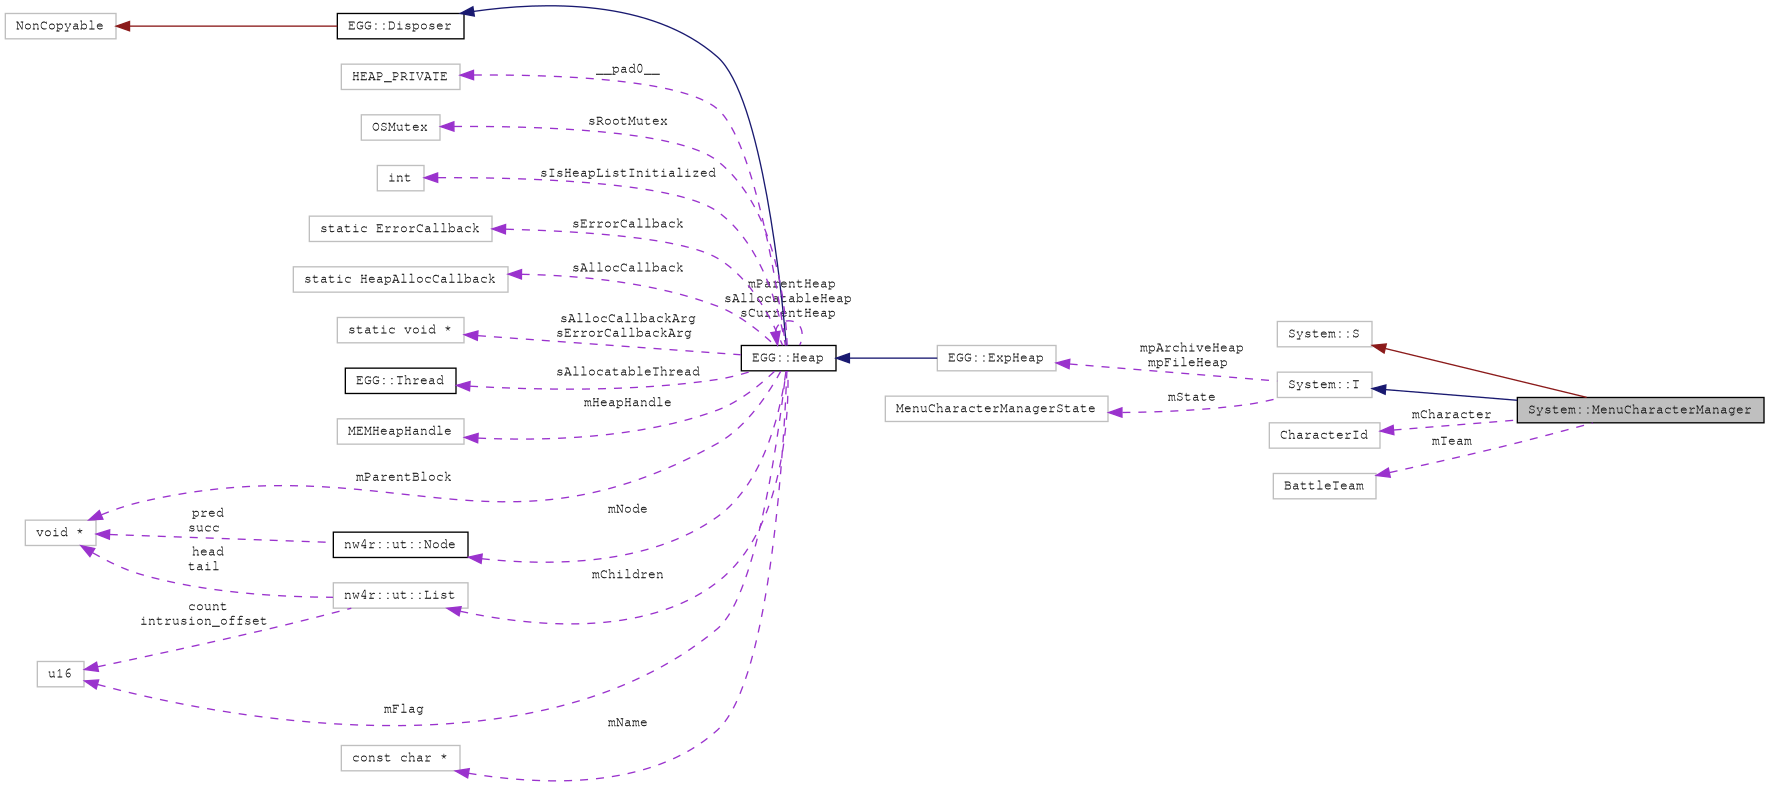 NonCopyable
EGG::Disposer
HEAP_PRIVATE
__pad0__
OSMutex
sRootMutex
int
sIsHeapListInitialized
static ErrorCallback
sErrorCallback
static HeapAllocCallback
sAllocCallback
mParentHeap
sAllocatableHeap
sCurrentHeap
static void *
sAllocCallbackArg
sErrorCallbackArg
EGG::Heap
EGG::ExpHeap
mpArchiveHeap
mpFileHeap
System::S
System::T
EGG::Thread
sAllocatableThread
mHeapHandle
MenuCharacterManagerState
mState
System::MenuCharacterManager
mCharacter
CharacterId
mTeam
BattleTeam
MEMHeapHandle
mParentBlock
void *
pred
succ
nw4r::ut::Node
mNode
head
tail
nw4r::ut::List
mChildren
count
intrusion_offset
u16
mFlag
mName
const char *